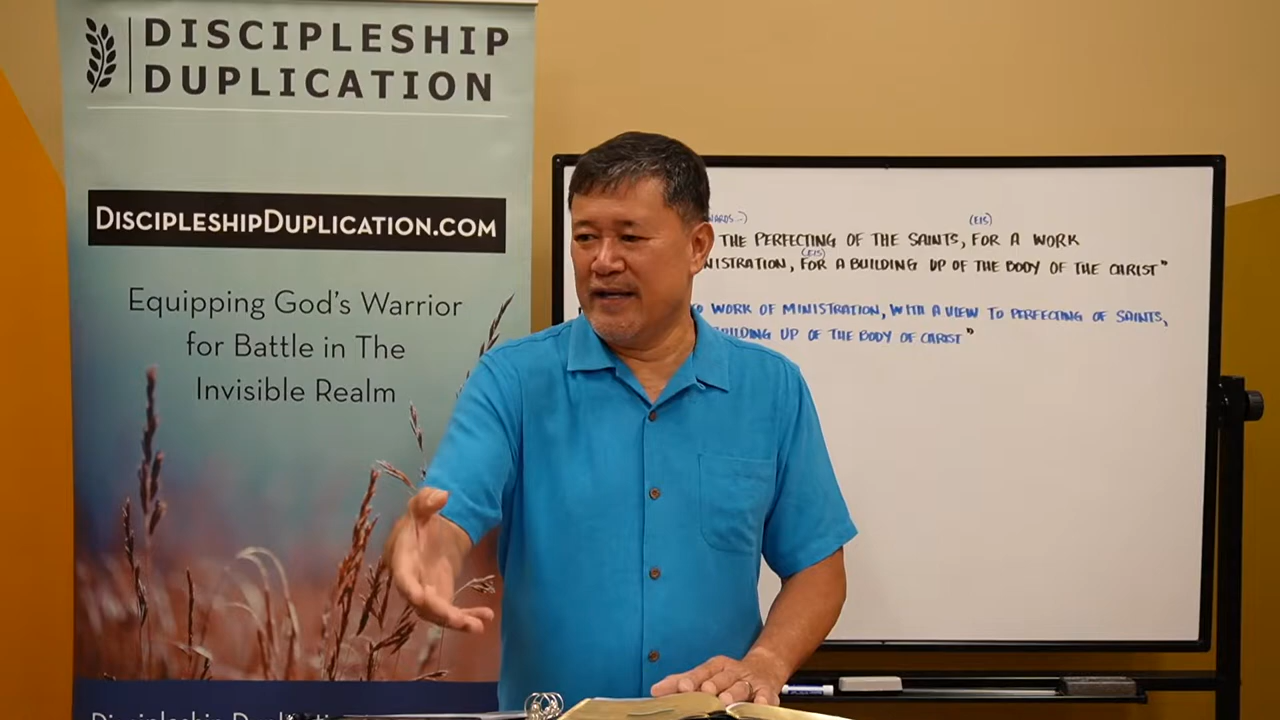 DISCIPLESHIP
DUPLICATION
DISCIPLESHIPDUPLICATION.COM
Equipping God's Warrior
for Battle in The
Invisible Realm
(EIS)
THE PERFECTING OF THE SAINTS, FOR A WORK
(EIS)
FOR A BUILDING UP OF THE BODY OF THE CHRIST"
WORK OF MINISTRATION, WITH A VIEW TO PERFECTING OF SAINTS,
UP OF THE BODY OF CHRIST"
Discipleship